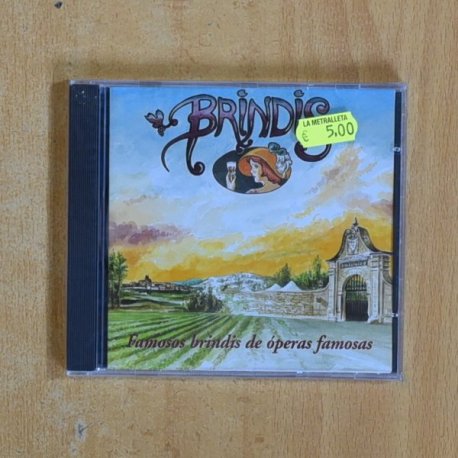 BRINDIS
LA METRALLETA
€ 5,00
Famosos brindis de óperas famosas